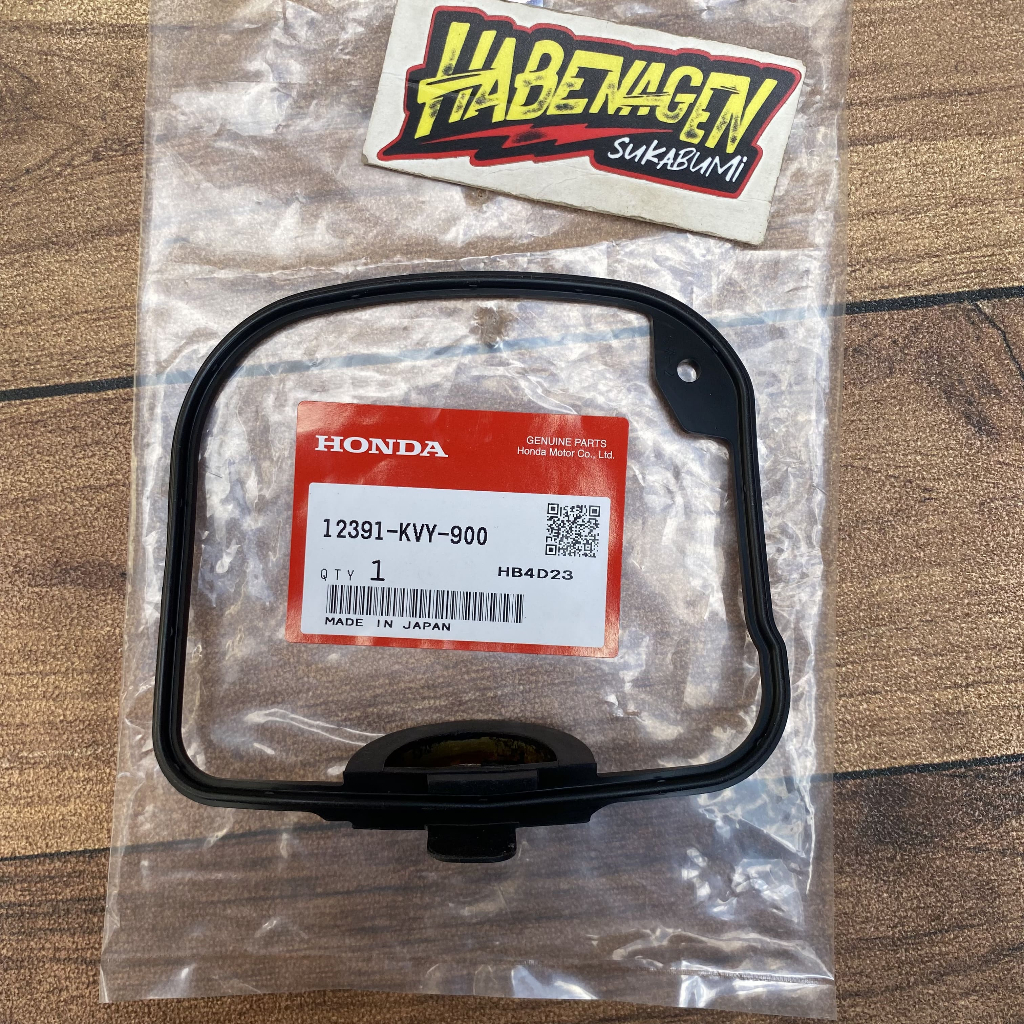 HABENAGEN
SUKABUMi
HONDA
GENUINE PARTS
Honda Motor Co., Ltd.
12391-KVY-900
QTY 1
HB4D23
MADE IN JAPAN